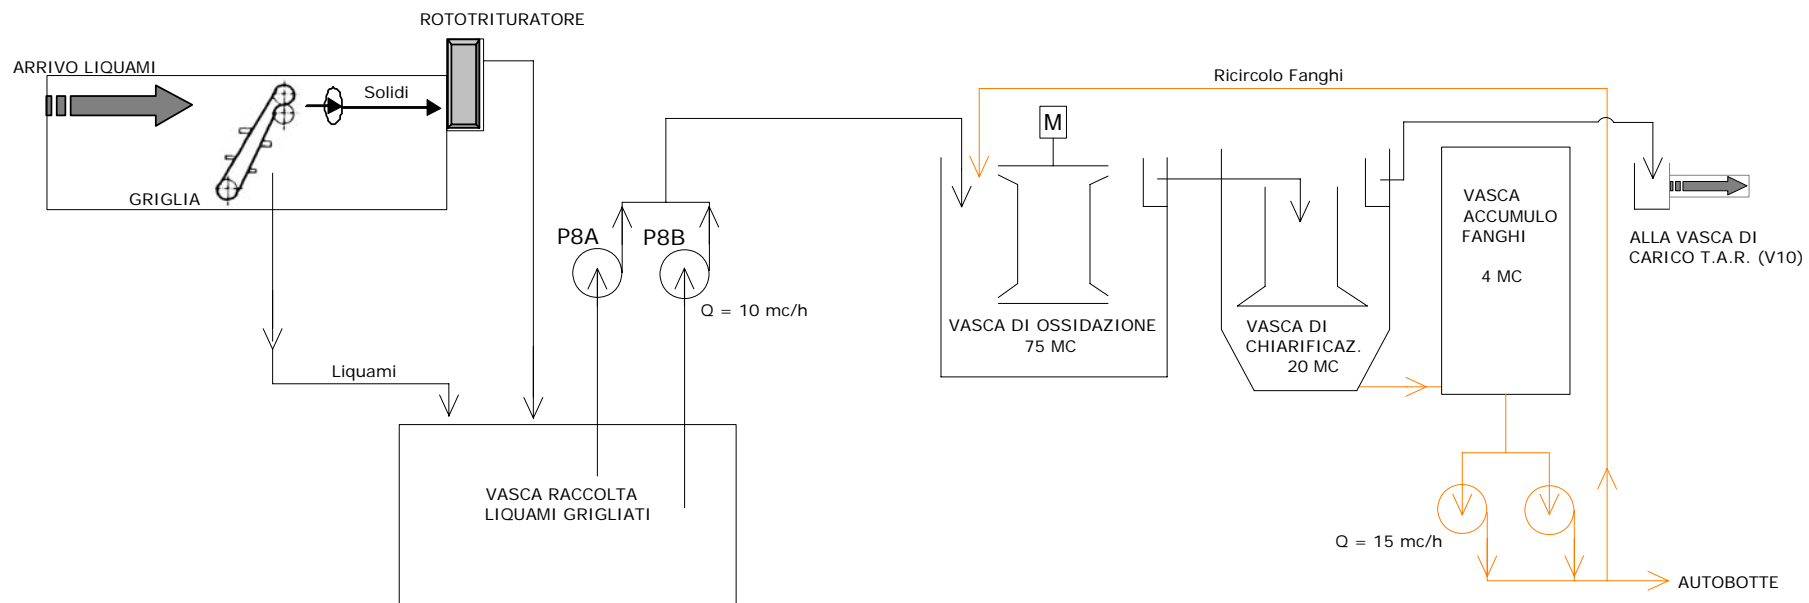 ROTOTRITURATORE
ARRIVO LIQUAMI
Solidi
GRIGLIA
Liquami
VASCA RACCOLTA
LIQUAMI GRIGLIATI
P8A
P8B
Q = 10 mc/h
Ricircolo Fanghi
M
VASCA DI OSSIDAZIONE
75 MC
VASCA DI
CHIARIFICAZ.
20 MC
VASCA
ACCUMULO
FANGHI
4 MC
ALLA VASCA DI
CARICO T.A.R. (V10)
Q = 15 mc/h
AUTOBOTTE